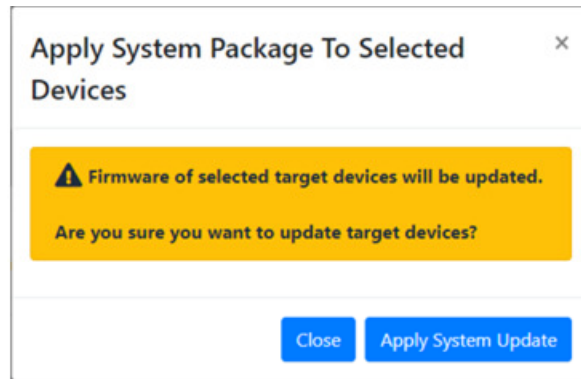 Apply System Package To Selected
Devices
×
Firmware of selected target devices will be updated.
Are you sure you want to update target devices?
Close
Apply System Update